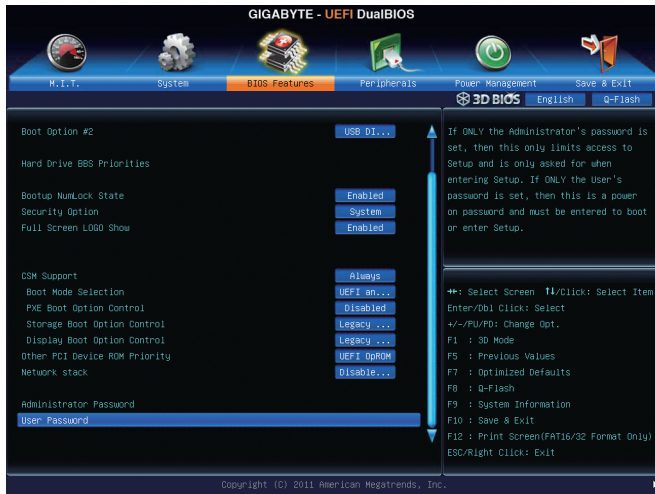 GIGABYTE - UEFI DualBIOS
M.I.T.
System
BIOS Features
Peripherals
Power Management
Save & Exit
3D BIOS
English
Q-Flash
Boot Option #2 USB DI...
Hard Drive BBS Priorities
Bootup NumLock State Enabled
Security Option System
Full Screen LOGO Show Enabled
CSM Support Always
Boot Mode Selection UEFI an...
PXE Boot Option Control Disabled
Storage Boot Option Control Legacy ...
Display Boot Option Control Legacy ...
Other PCI Device ROM Priority UEFI OpROM
Network stack Disable...
Administrator Password
User Password
If ONLY the Administrator's password is
set, then this only limits access to
Setup and is only asked for when
entering Setup. If ONLY the User's
password is set, then this is a power
on password and must be entered to boot
or enter Setup.
→←: Select Screen ↑↓/Click: Select Item
Enter/Dbl Click: Select
+/-/PU/PD: Change Opt.
F1 : 3D Mode
F5 : Previous Values
F7 : Optimized Defaults
F8 : Q-Flash
F9 : System Information
F10 : Save & Exit
F12 : Print Screen(FAT16/32 Format Only)
ESC/Right Click: Exit
Copyright (C) 2011 American Megatrends, Inc.